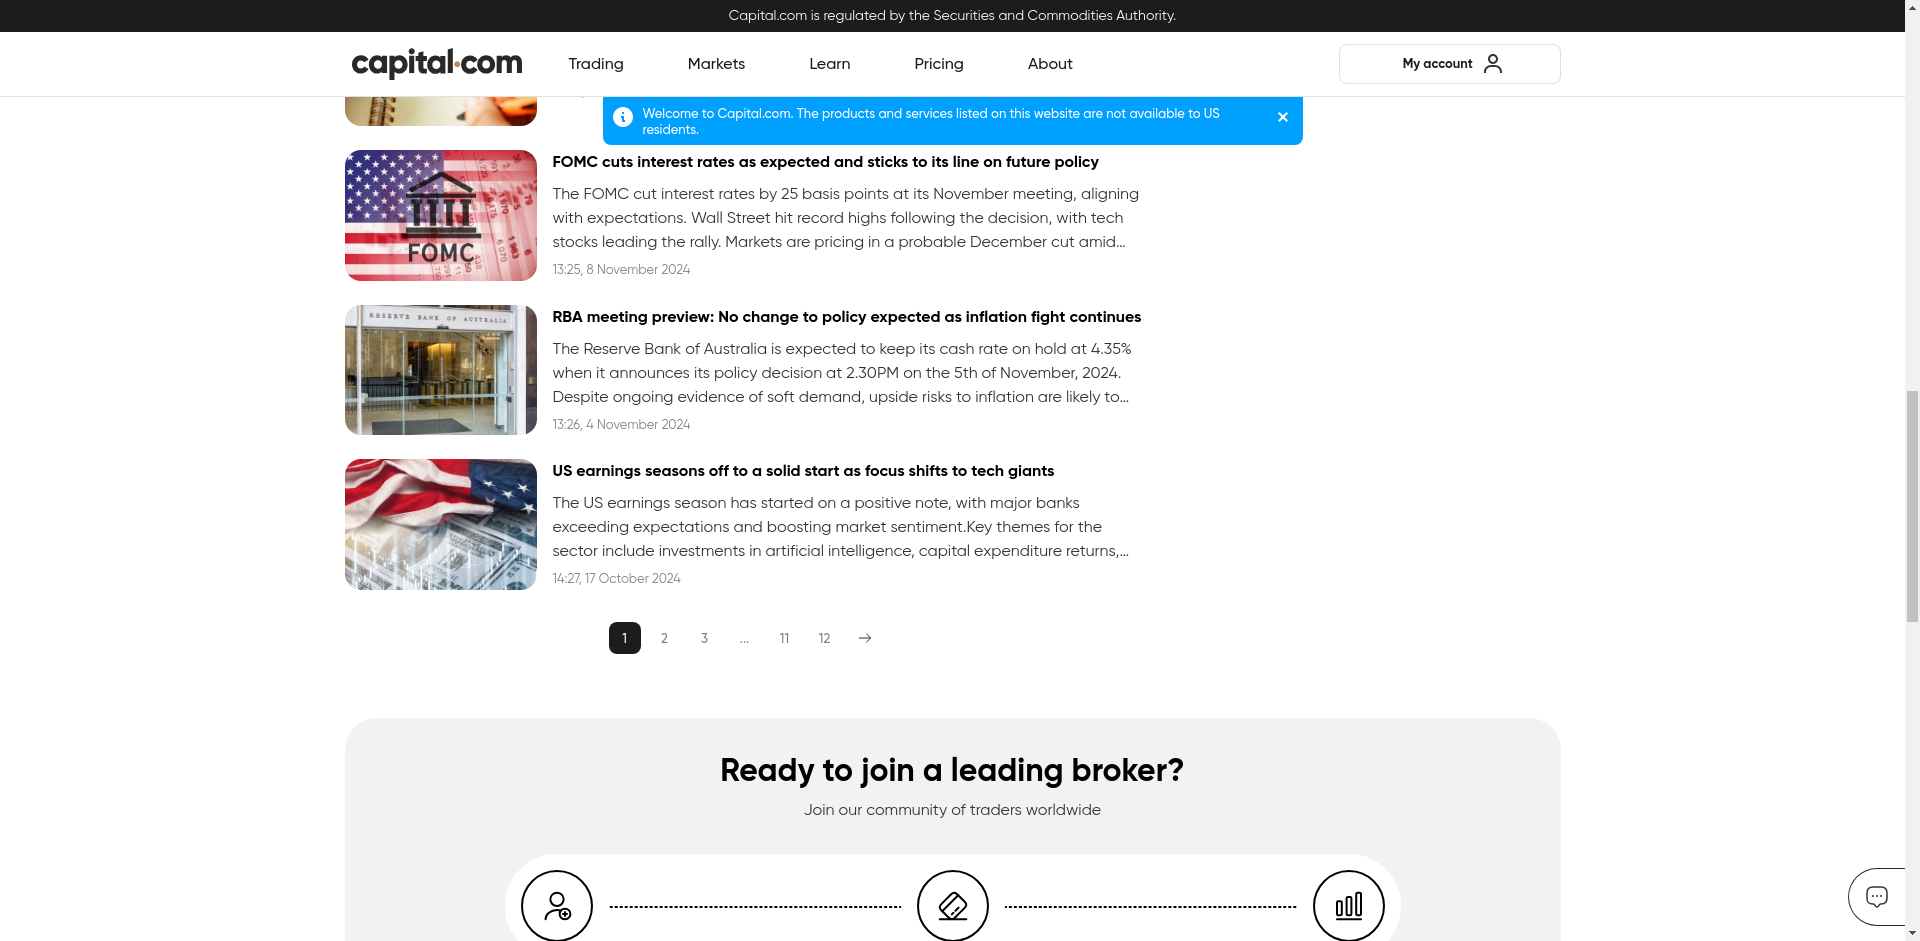 Capital.com is regulated by the Securities and Commodities Authority.
capital.com
Trading
Markets
Learn
Pricing
About
My account
Welcome to Capital.com. The products and services listed on this website are not available to US
residents.
FOMC
FOMC cuts interest rates as expected and sticks to its line on future policy
The FOMC cut interest rates by 25 basis points at its November meeting, aligning
with expectations. Wall Street hit record highs following the decision, with tech
stocks leading the rally. Markets are pricing in a probable December cut amid...
13:25, 8 November 2024
RESERVE BANK OF AUSTRALIA
RBA meeting preview: No change to policy expected as inflation fight continues
The Reserve Bank of Australia is expected to keep its cash rate on hold at 4.35%
when it announces its policy decision at 2.30PM on the 5th of November, 2024.
Despite ongoing evidence of soft demand, upside risks to inflation are likely to...
13:26, 4 November 2024
US earnings seasons off to a solid start as focus shifts to tech giants
The US earnings season has started on a positive note, with major banks
exceeding expectations and boosting market sentiment.Key themes for the
sector include investments in artificial intelligence, capital expenditure returns,...
14:27, 17 October 2024
1 2 3 ... 11 12
Ready to join a leading broker?
Join our community of traders worldwide